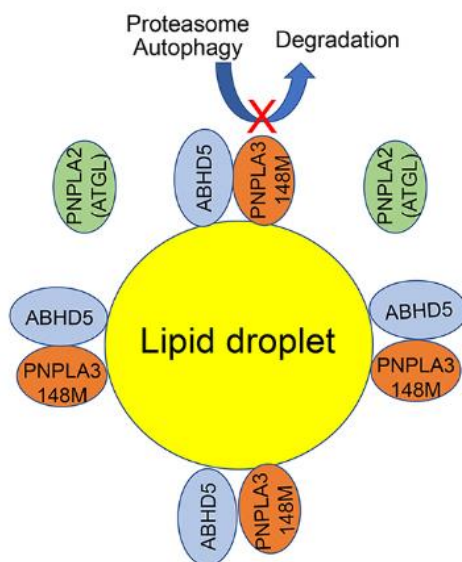 Proteasome
Autophagy
Degradation
PNPLA2
(ATGL)
ABHD5
PNPLA3
148M
PNPLA2
(ATGL)
ABHD5
PNPLA3
148M
Lipid droplet
ABHD5
PNPLA3
148M
ABHD5
PNPLA3
148M